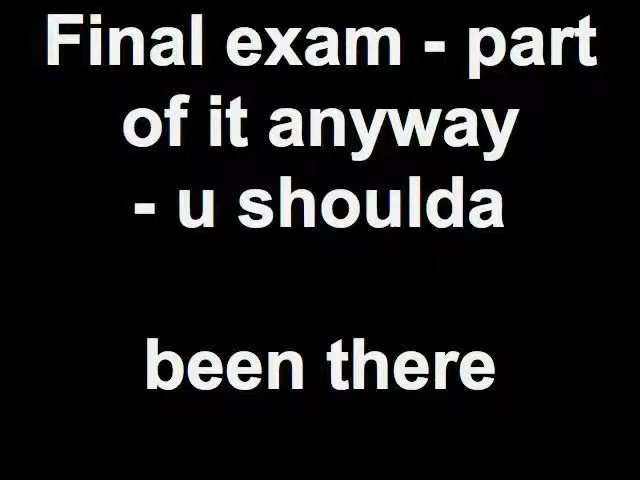 Final exam - part
of it anyway
- u shoulda
been there